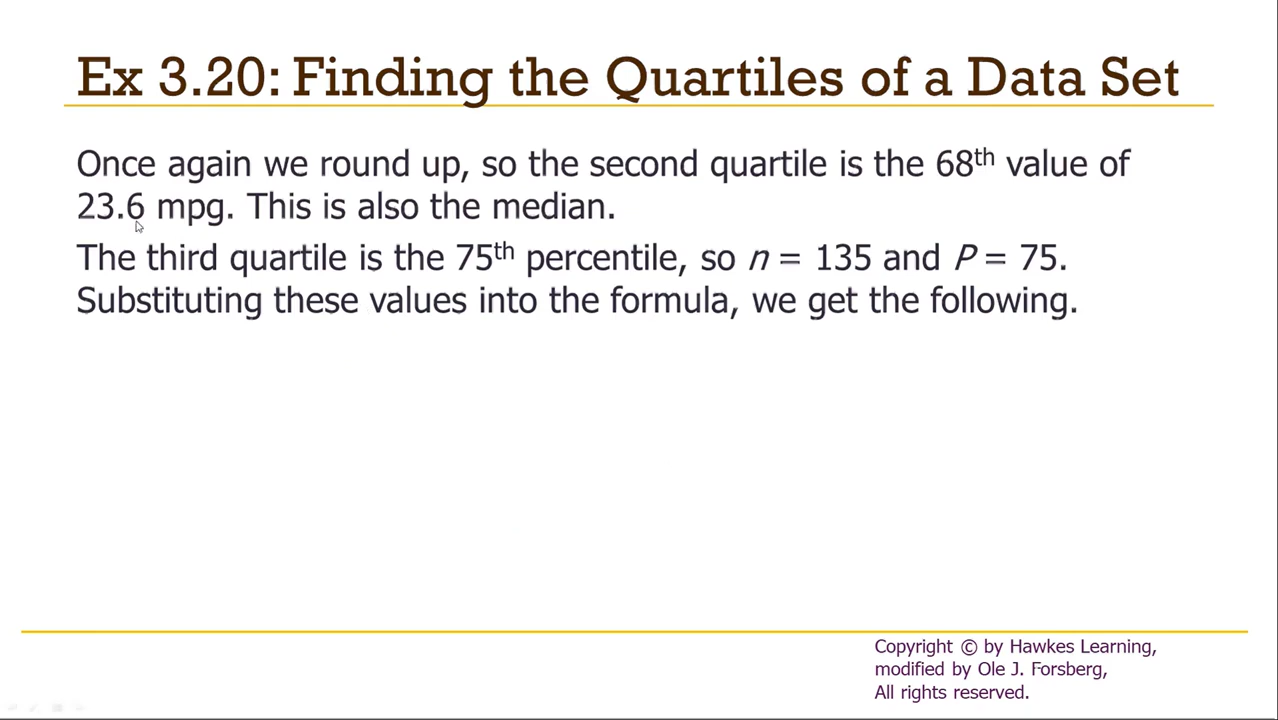 Ex 3.20: Finding the Quartiles of a Data Set
Once again we round up, so the second quartile is the 68th value of
23.6 mpg. This is also the median.
The third quartile is the 75th percentile, so n = 135 and P = 75.
Substituting these values into the formula, we get the following.
Copyright © by Hawkes Learning,
modified by Ole J. Forsberg,
All rights reserved.